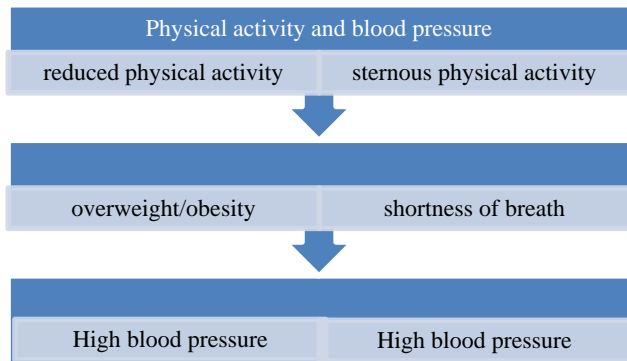 Physical activity and blood pressure
reduced physical activity
sternous physical activity
overweight/obesity
shortness of breath
High blood pressure
High blood pressure